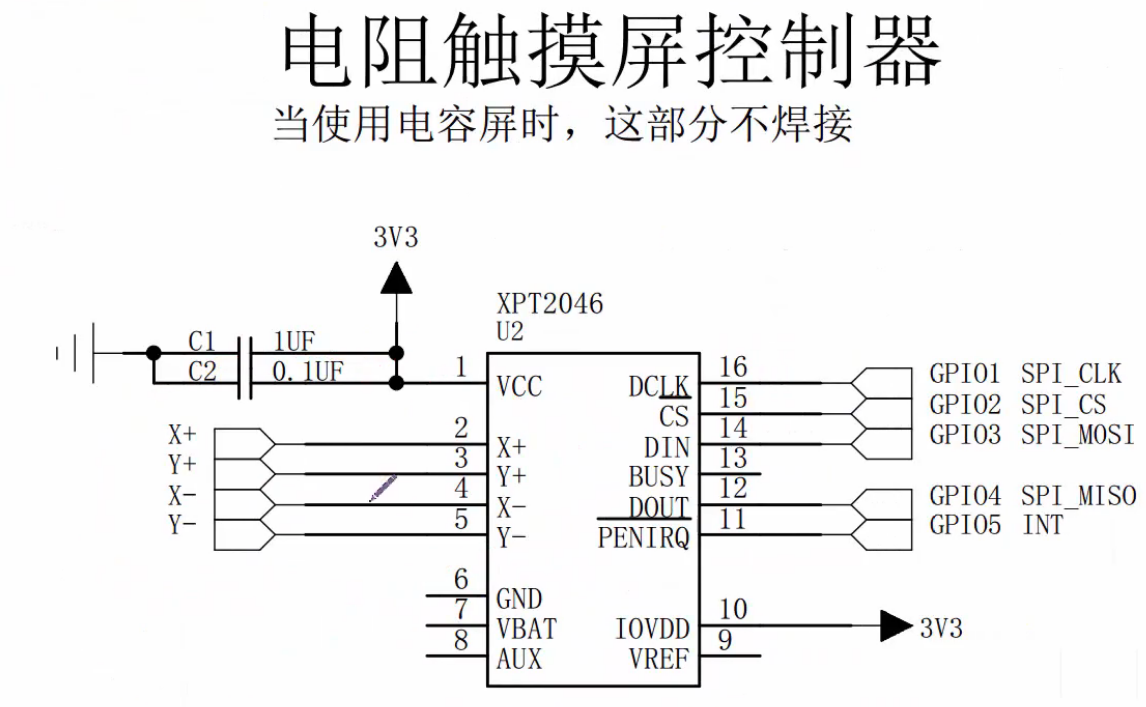 电阻触摸屏控制器
当使用电容屏时，这部分不焊接
3V3
XPT2046
U2
C1 1UF
C2 0.1UF
1 VCC
2 X+
3 Y+
4 X-
5 Y-
6 GND
7 VBAT
8 AUX
X+
Y+
X-
Y-
DCLK 16
CS 15
DIN 14
BUSY 13
DOUT 12
PENIRQ 11
IOVDD 10
VREF 9
GPIO1 SPI_CLK
GPIO2 SPI_CS
GPIO3 SPI_MOSI
GPIO4 SPI_MISO
GPIO5 INT
3V3